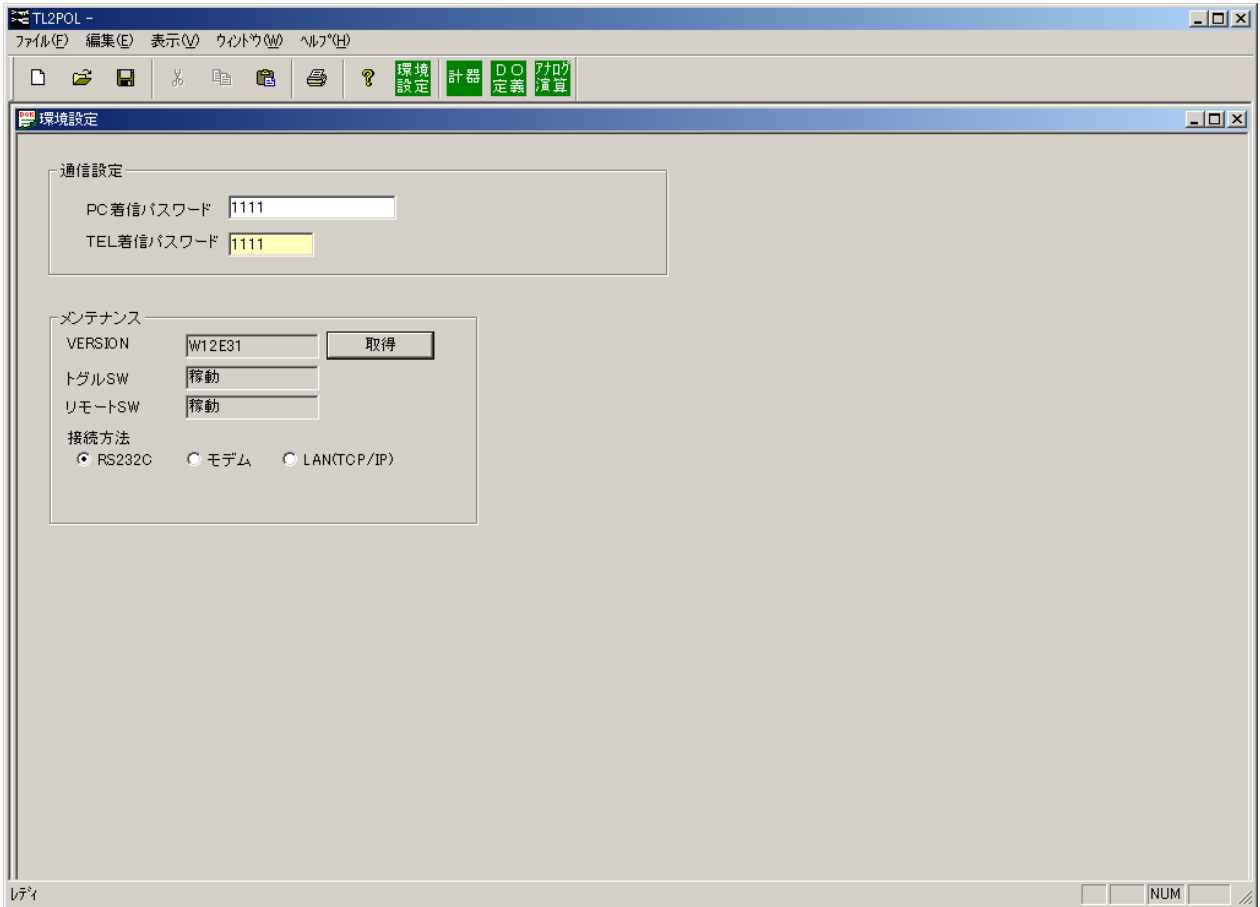 TL2POL -
ﾌｧｲﾙ(F) 編集(E) 表示(V) ｳｨﾝﾄﾞｳ(W) ﾍﾙﾌﾟ(H)
環境設定 計器 DO定義 ｱﾅﾛｸﾞ演算
環境設定
通信設定
PC着信パスワード 1111
TEL着信パスワード 1111
メンテナンス
VERSION W12E31 取得
トグルSW 稼動
リモートSW 稼動
接続方法
RS232C モデム LAN(TCP/IP)
ﾚﾃﾞｨ NUM